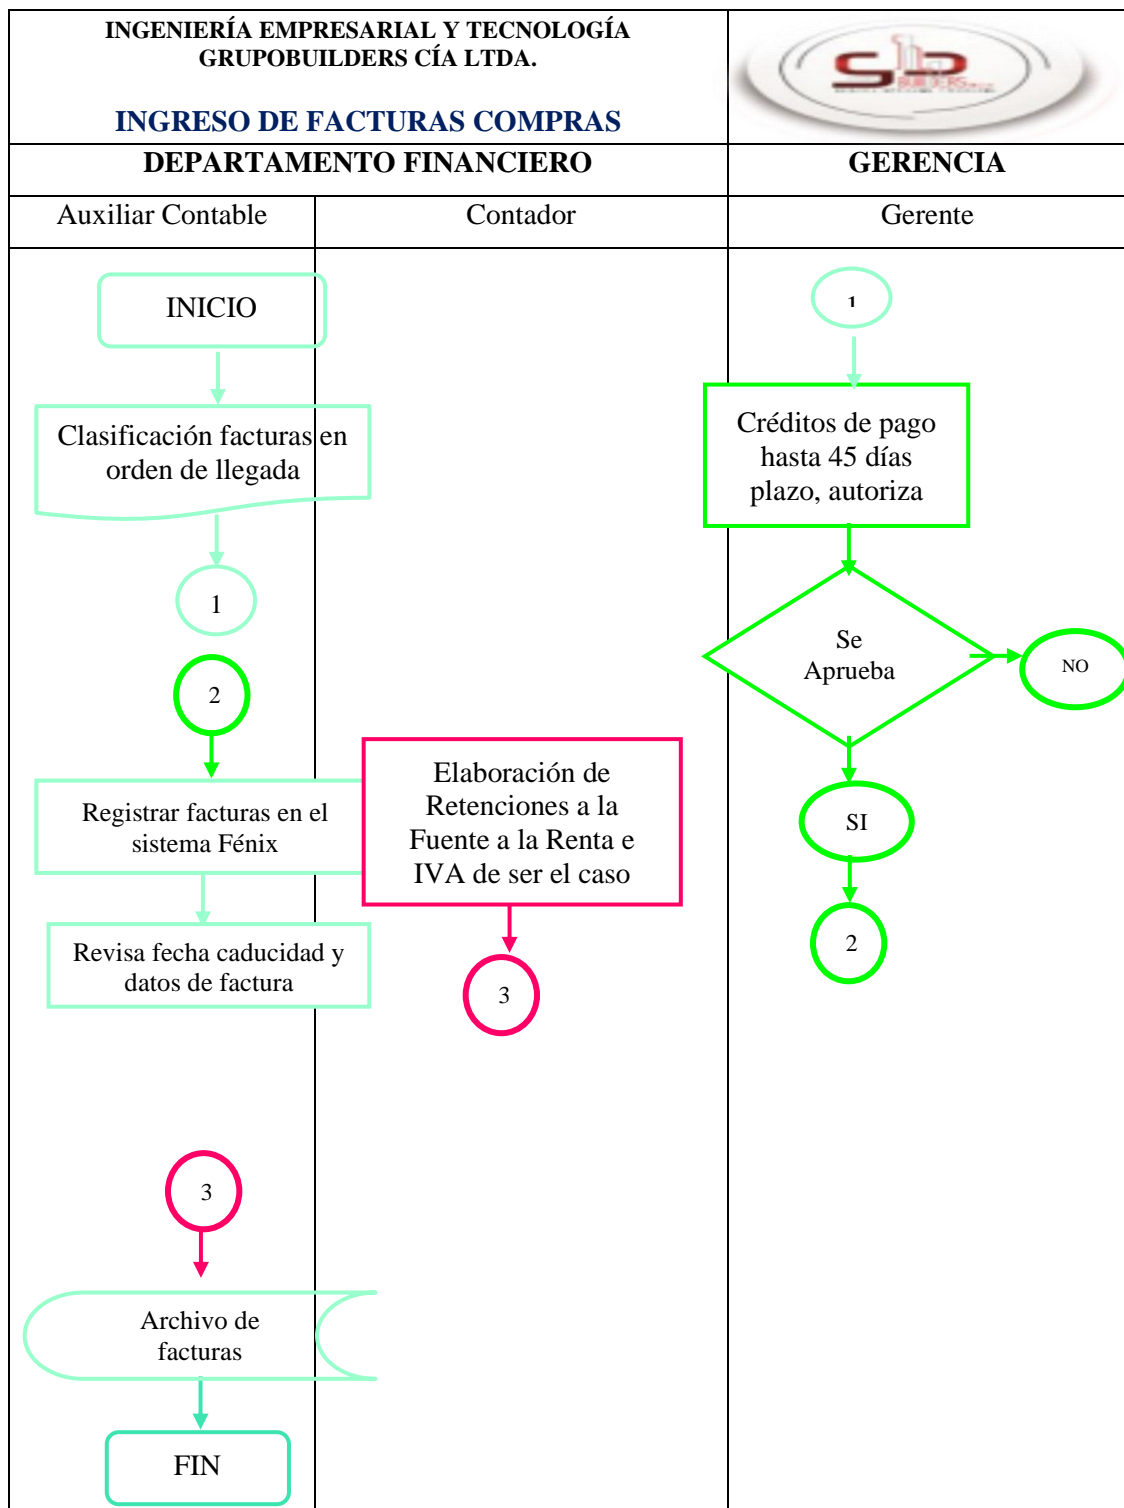 INGENIERÍA EMPRESARIAL Y TECNOLOGÍA
GRUPOBUILDERS CÍA LTDA.
INGRESO DE FACTURAS COMPRAS
DEPARTAMENTO FINANCIERO
GERENCIA
Auxiliar Contable
Contador
Gerente
INICIO
Clasificación facturas en
orden de llegada
1
2
Registrar facturas en el
sistema Fénix
Revisa fecha caducidad y
datos de factura
3
Archivo de
facturas
FIN
Elaboración de
Retenciones a la
Fuente a la Renta e
IVA de ser el caso
3
1
Créditos de pago
hasta 45 días
plazo, autoriza
Se
Aprueba
NO
SI
2